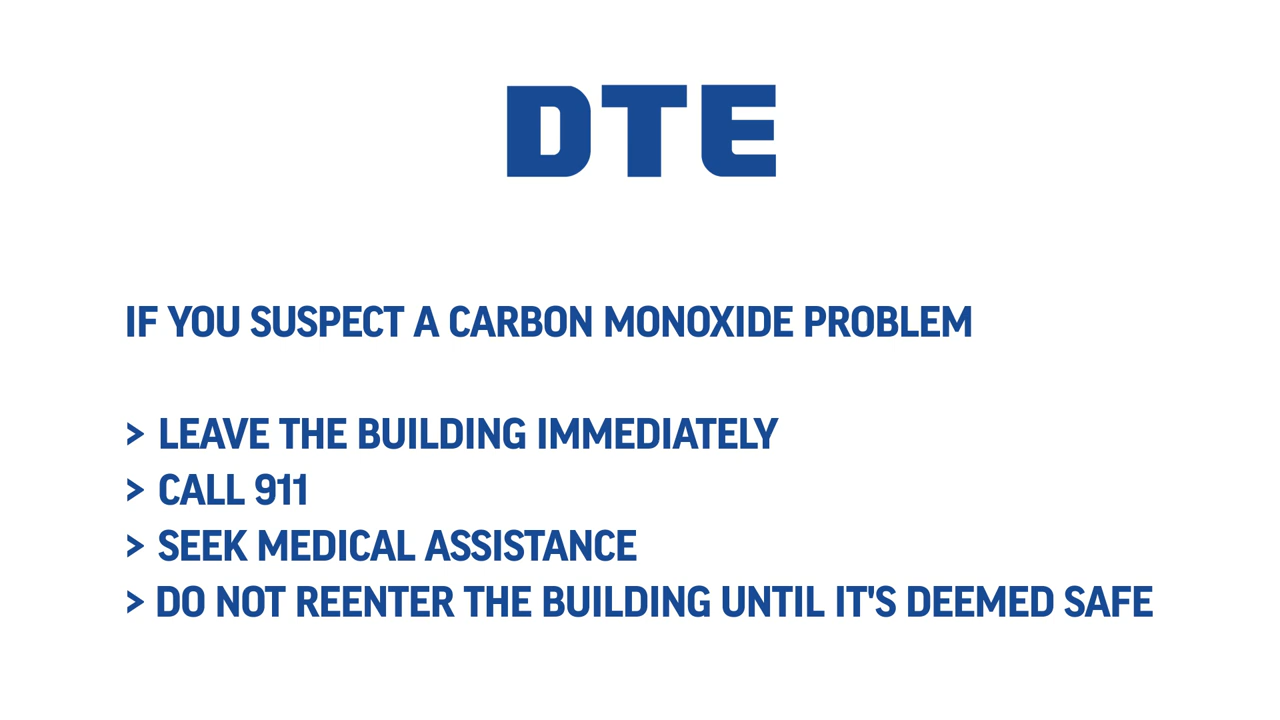 DTE
IF YOU SUSPECT A CARBON MONOXIDE PROBLEM
> LEAVE THE BUILDING IMMEDIATELY
> CALL 911
> SEEK MEDICAL ASSISTANCE
> DO NOT REENTER THE BUILDING UNTIL IT'S DEEMED SAFE